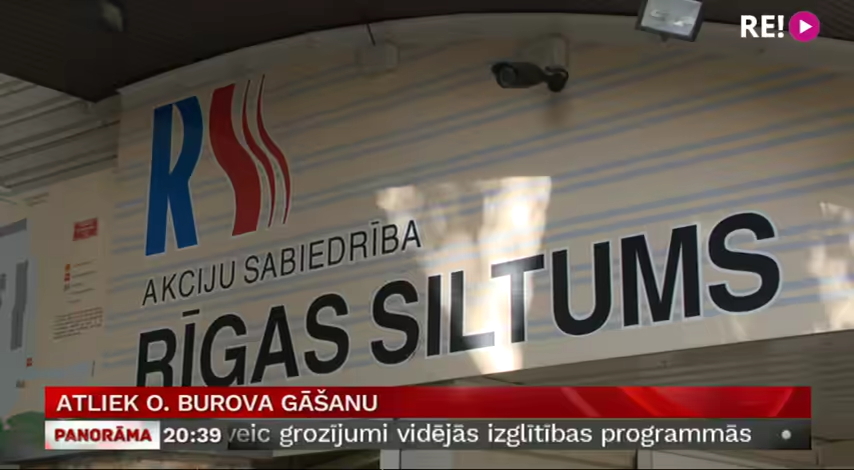 RE!
RS
AKCIJU SABIEDRĪBA
RĪGAS SILTUMS
ATLIEK O. BUROVA GĀŠANU
PANORĀMA 20:39 veic grozījumi vidējās izglītības programmās